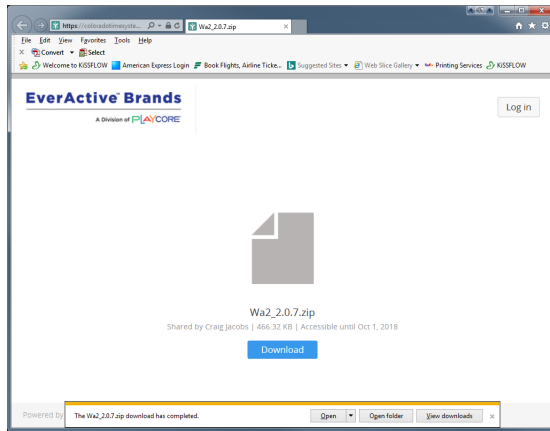 https://coloradotimesyste...
Wa2_2.0.7.zip
File Edit View Favorites Tools Help
Convert Select
Welcome to KiSSFLOW American Express Login Book Flights, Airline Ticke... Suggested Sites Web Slice Gallery Printing Services KiSSFLOW
EverActive™ Brands
A Division of PLAYCORE
Log in
Wa2_2.0.7.zip
Shared by Craig Jacobs | 466.32 KB | Accessible until Oct 1, 2018
Download
Powered by
The Wa2_2.0.7.zip download has completed.
Open Open folder View downloads